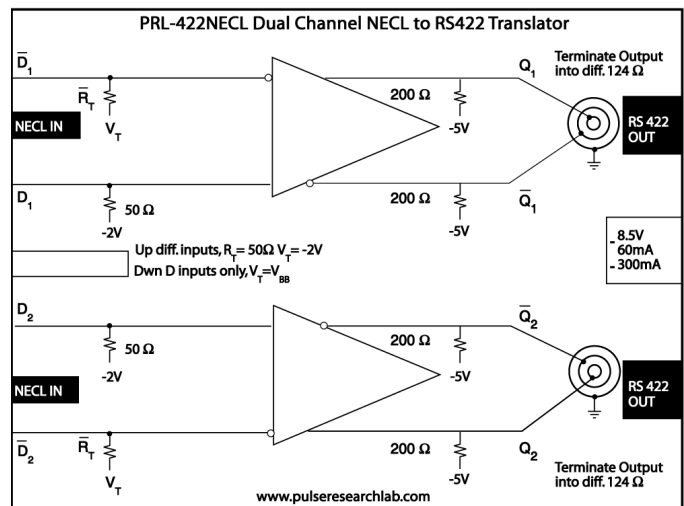 PRL-422NECL Dual Channel NECL to RS422 Translator
D̅1
Q1
Terminate Output
into diff. 124 Ω
R̅T
200 Ω
NECL IN
VT
-5V
RS 422
OUT
D1
50 Ω
200 Ω
Q̅1
-2V
-5V
Up diff. inputs, RT= 50Ω VT= -2V
Dwn D inputs only, VT=VBB
- 8.5V
60mA
- 300mA
D2
Q̅2
50 Ω
200 Ω
-2V
-5V
NECL IN
RS 422
OUT
D̅2
R̅T
200 Ω
Q2
VT
-5V
Terminate Output
into diff. 124 Ω
www.pulseresearchlab.com